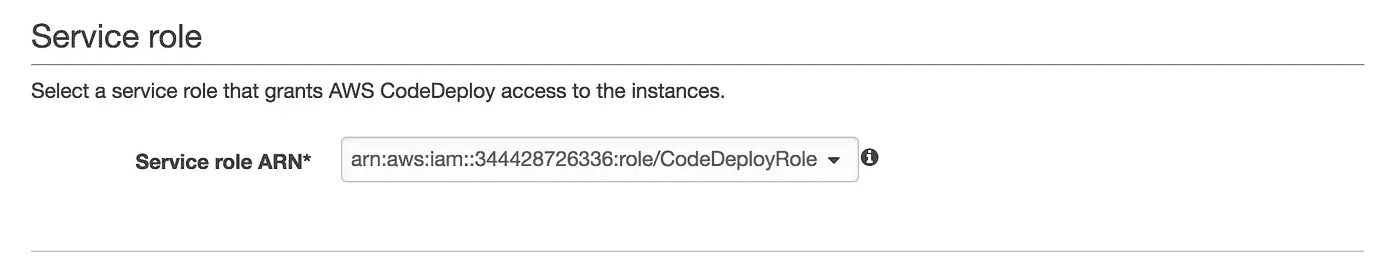 Service role
Select a service role that grants AWS CodeDeploy access to the instances.
Service role ARN* arn:aws:iam::344428726336:role/CodeDeployRole